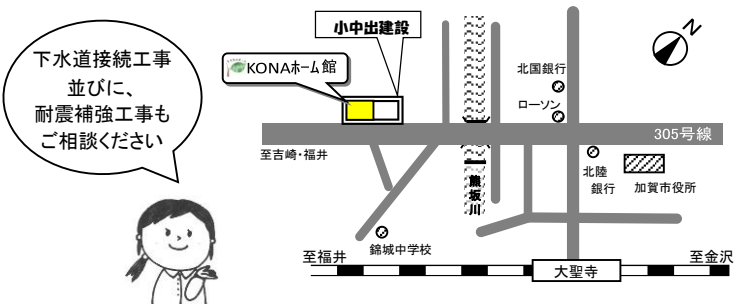 下水道接続工事
並びに、
耐震補強工事も
ご相談ください
小中出建設
KONAホーム館
N
北国銀行
ローソン
305号線
至吉崎・福井
熊坂川
北陸
銀行
加賀市役所
錦城中学校
至福井
大聖寺
至金沢